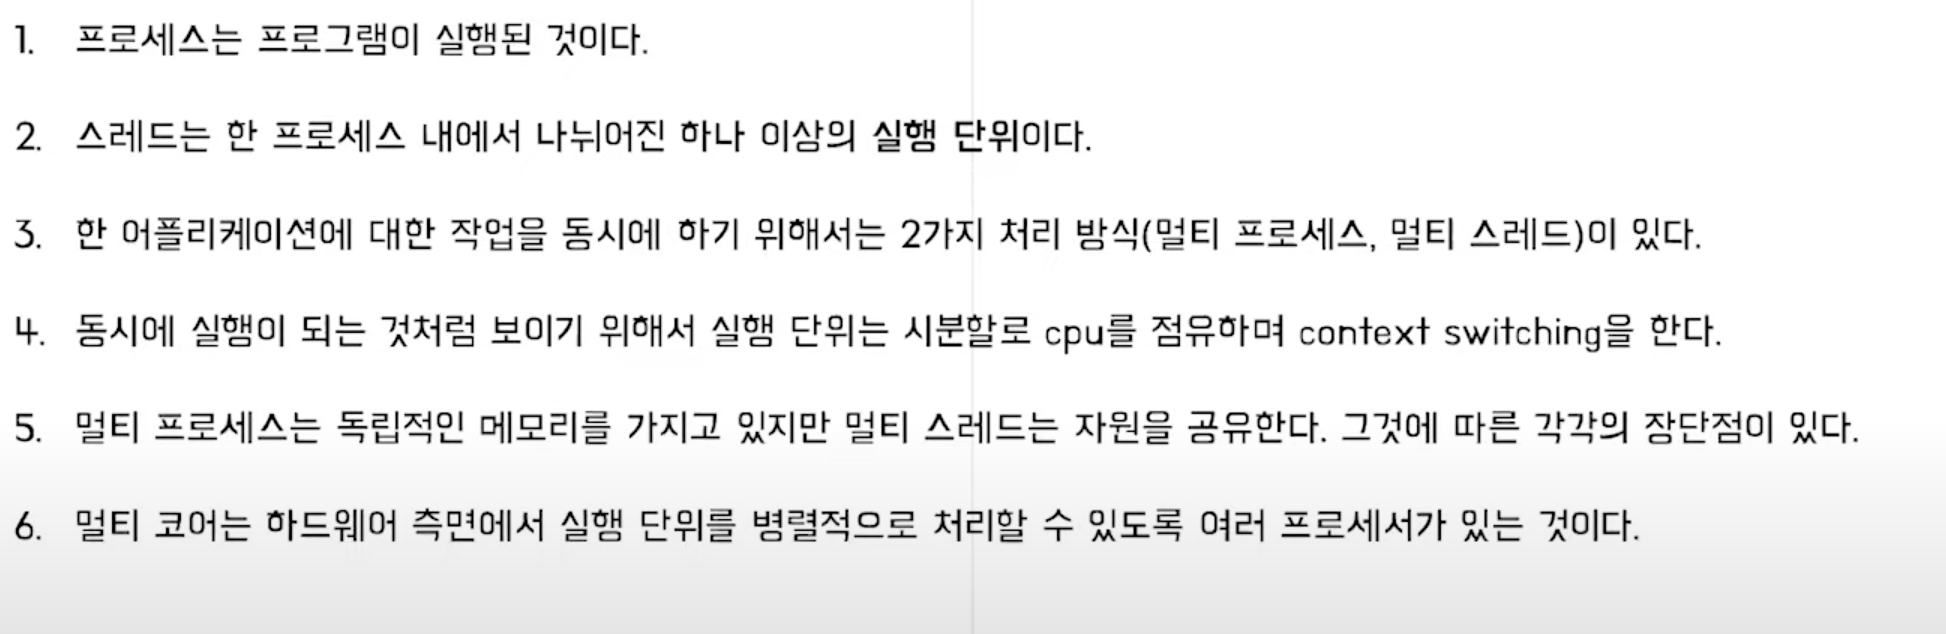 1. 프로세스는 프로그램이 실행된 것이다.
2. 스레드는 한 프로세스 내에서 나뉘어진 하나 이상의 실행 단위이다.
3. 한 어플리케이션에 대한 작업을 동시에 하기 위해서는 2가지 처리 방식(멀티 프로세스, 멀티 스레드)이 있다.
4. 동시에 실행이 되는 것처럼 보이기 위해서 실행 단위는 시분할로 cpu를 점유하며 context switching을 한다.
5. 멀티 프로세스는 독립적인 메모리를 가지고 있지만 멀티 스레드는 자원을 공유한다. 그것에 따른 각각의 장단점이 있다.
6. 멀티 코어는 하드웨어 측면에서 실행 단위를 병렬적으로 처리할 수 있도록 여러 프로세서가 있는 것이다.